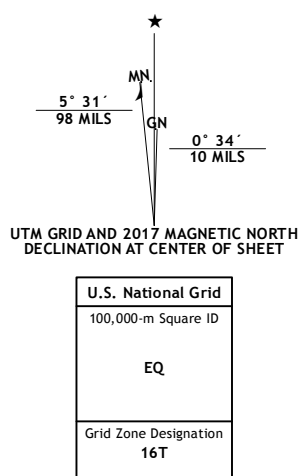 ★
MN.
5° 31´
98 MILS
GN
0° 34´
10 MILS
UTM GRID AND 2017 MAGNETIC NORTH
DECLINATION AT CENTER OF SHEET
U.S. National Grid
100,000-m Square ID
EQ
Grid Zone Designation
16T